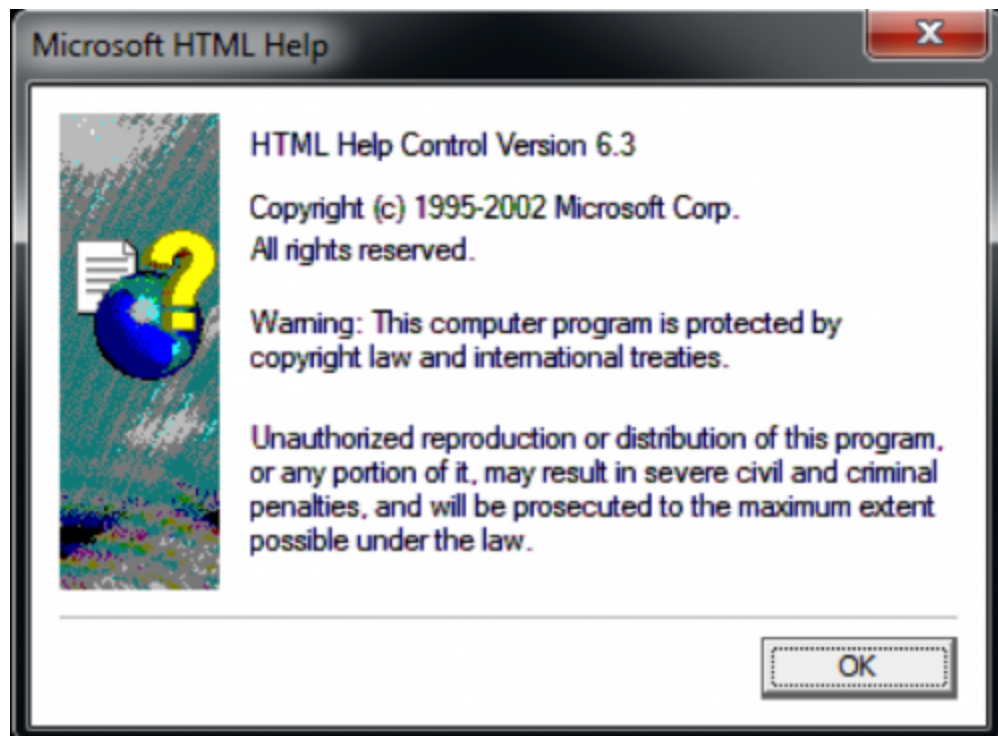 Microsoft HTML Help
HTML Help Control Version 6.3
Copyright (c) 1995-2002 Microsoft Corp.
All rights reserved.
Warning: This computer program is protected by
copyright law and international treaties.
Unauthorized reproduction or distribution of this program,
or any portion of it, may result in severe civil and criminal
penalties, and will be prosecuted to the maximum extent
possible under the law.
OK